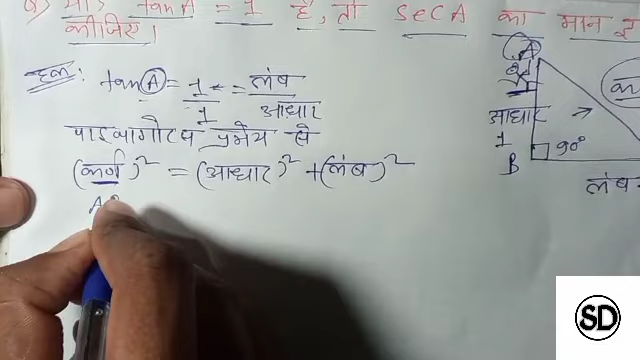 यदि tanA = 1 है, तो secA का मान
कीजिए।
हल: tanA = 1/1 = लंब/आधार
पाइथागोरस प्रमेय से
(कर्ण)² = (आधार)² + (लंब)²
A
A
आधार →
1
90°
B
लंब
SD